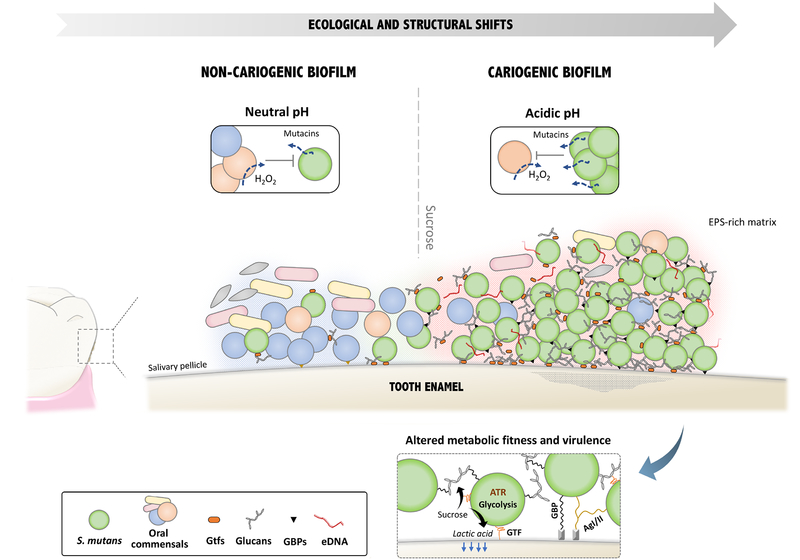 ECOLOGICAL AND STRUCTURAL SHIFTS
NON-CARIOGENIC BIOFILM
CARIOGENIC BIOFILM
Neutral pH
Acidic pH
Mutacins
H₂O₂
Mutacins
H₂O₂
Sucrose
EPS-rich matrix
Salivary pellicle
TOOTH ENAMEL
Altered metabolic fitness and virulence
ATR
Glycolysis
Sucrose
Lactic acid
GTF
GBP
AgI/II
S. mutans
Oral
commensals
Gtfs
Glucans
GBPs
eDNA